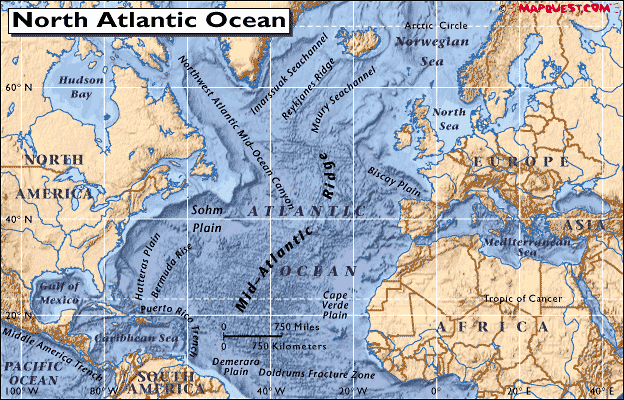 North Atlantic Ocean
MAPQUEST.COM
Arctic Circle
Norwegian
Sea
Hudson
Bay
60° N
60° N
Imarssuak Seachannel
Reykjanes Ridge
Maury Seachannel
Northwest Atlantic Mid-Ocean Canyon
North
Sea
NORTH
AMERICA
EUROPE
Biscay Plain
Mid-Atlantic Ridge
Sohm
Plain
ATLANTIC
OCEAN
40° N
40° N
ASIA
Mediterranean
Sea
Hatteras Plain
Bermuda Rise
Gulf of
Mexico
Cape
Verde
Plain
Tropic of Cancer
Puerto Rico Trench
20° N
20° N
750 Miles
0
0
750 Kilometers
AFRICA
Caribbean Sea
Middle America Trench
Demerara
Plain
Doldrums Fracture Zone
PACIFIC
OCEAN
SOUTH
AMERICA
100° W
80° W
40° W
20° W
0°
20° E
40° E